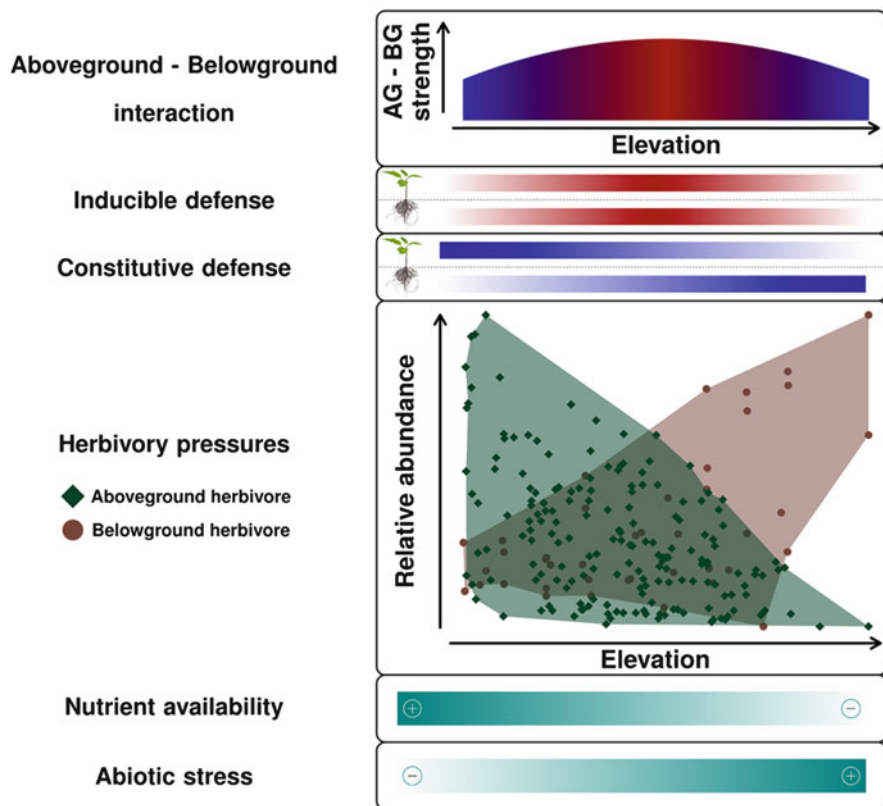 Aboveground - Belowground
interaction
AG - BG
strength
Elevation
Inducible defense
Constitutive defense
Herbivory pressures
Aboveground herbivore
Belowground herbivore
Relative abundance
Elevation
Nutrient availability
+
−
Abiotic stress
−
+